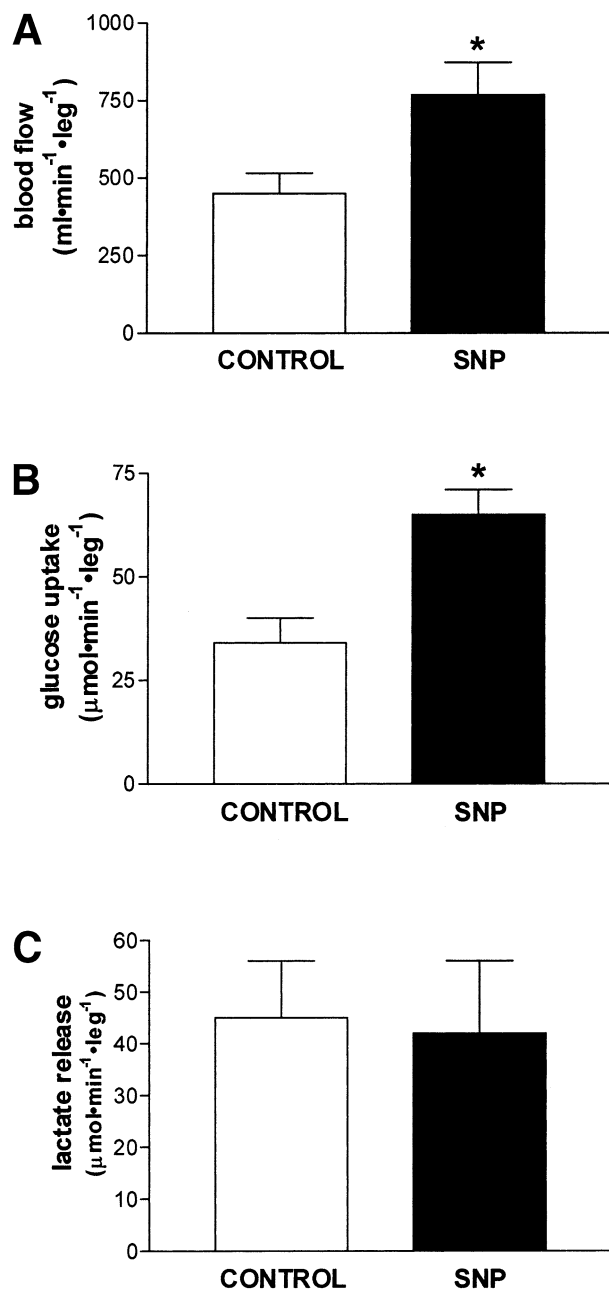 A
blood flow
(ml•min⁻¹•leg⁻¹)
1000
750
500
250
0
*
CONTROL SNP
B
glucose uptake
(µmol•min⁻¹•leg⁻¹)
75
50
25
0
*
CONTROL SNP
C
lactate release
(µmol•min⁻¹•leg⁻¹)
60
50
40
30
20
10
0
CONTROL SNP